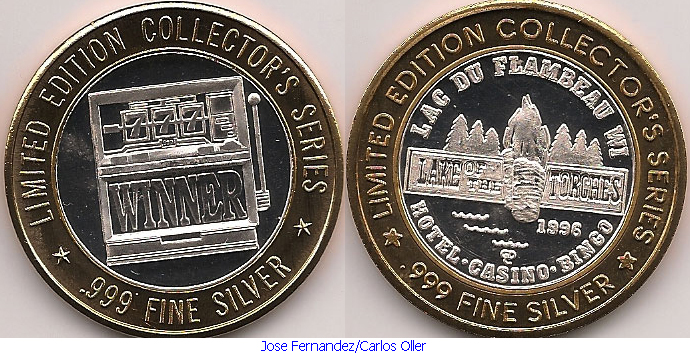 LIMITED EDITION COLLECTOR'S SERIES
777
WINNER
.999 FINE SILVER
LIMITED EDITION COLLECTOR'S SERIES
LAC DU FLAMBEAU WI
LAKE OF THE TORCHES
1996
HOTEL·CASINO·BINGO
.999 FINE SILVER
Jose Fernandez/Carlos Oller